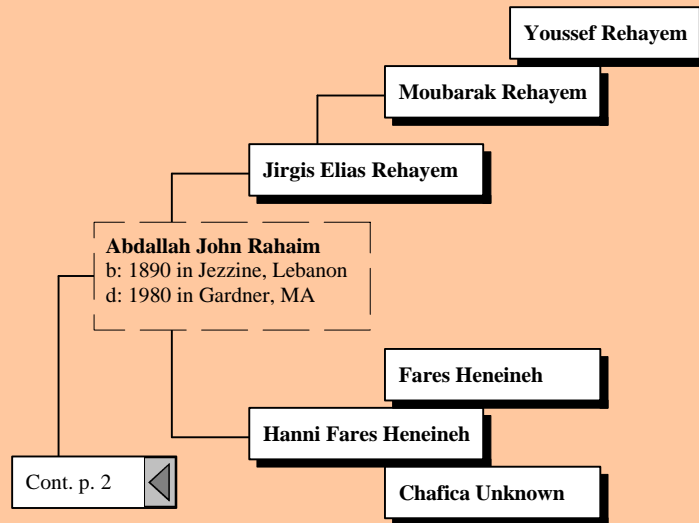 Youssef Rehayem
Moubarak Rehayem
Jirgis Elias Rehayem
Abdallah John Rahaim
b: 1890 in Jezzine, Lebanon
d: 1980 in Gardner, MA
Fares Heneineh
Hanni Fares Heneineh
Cont. p. 2
Chafica Unknown